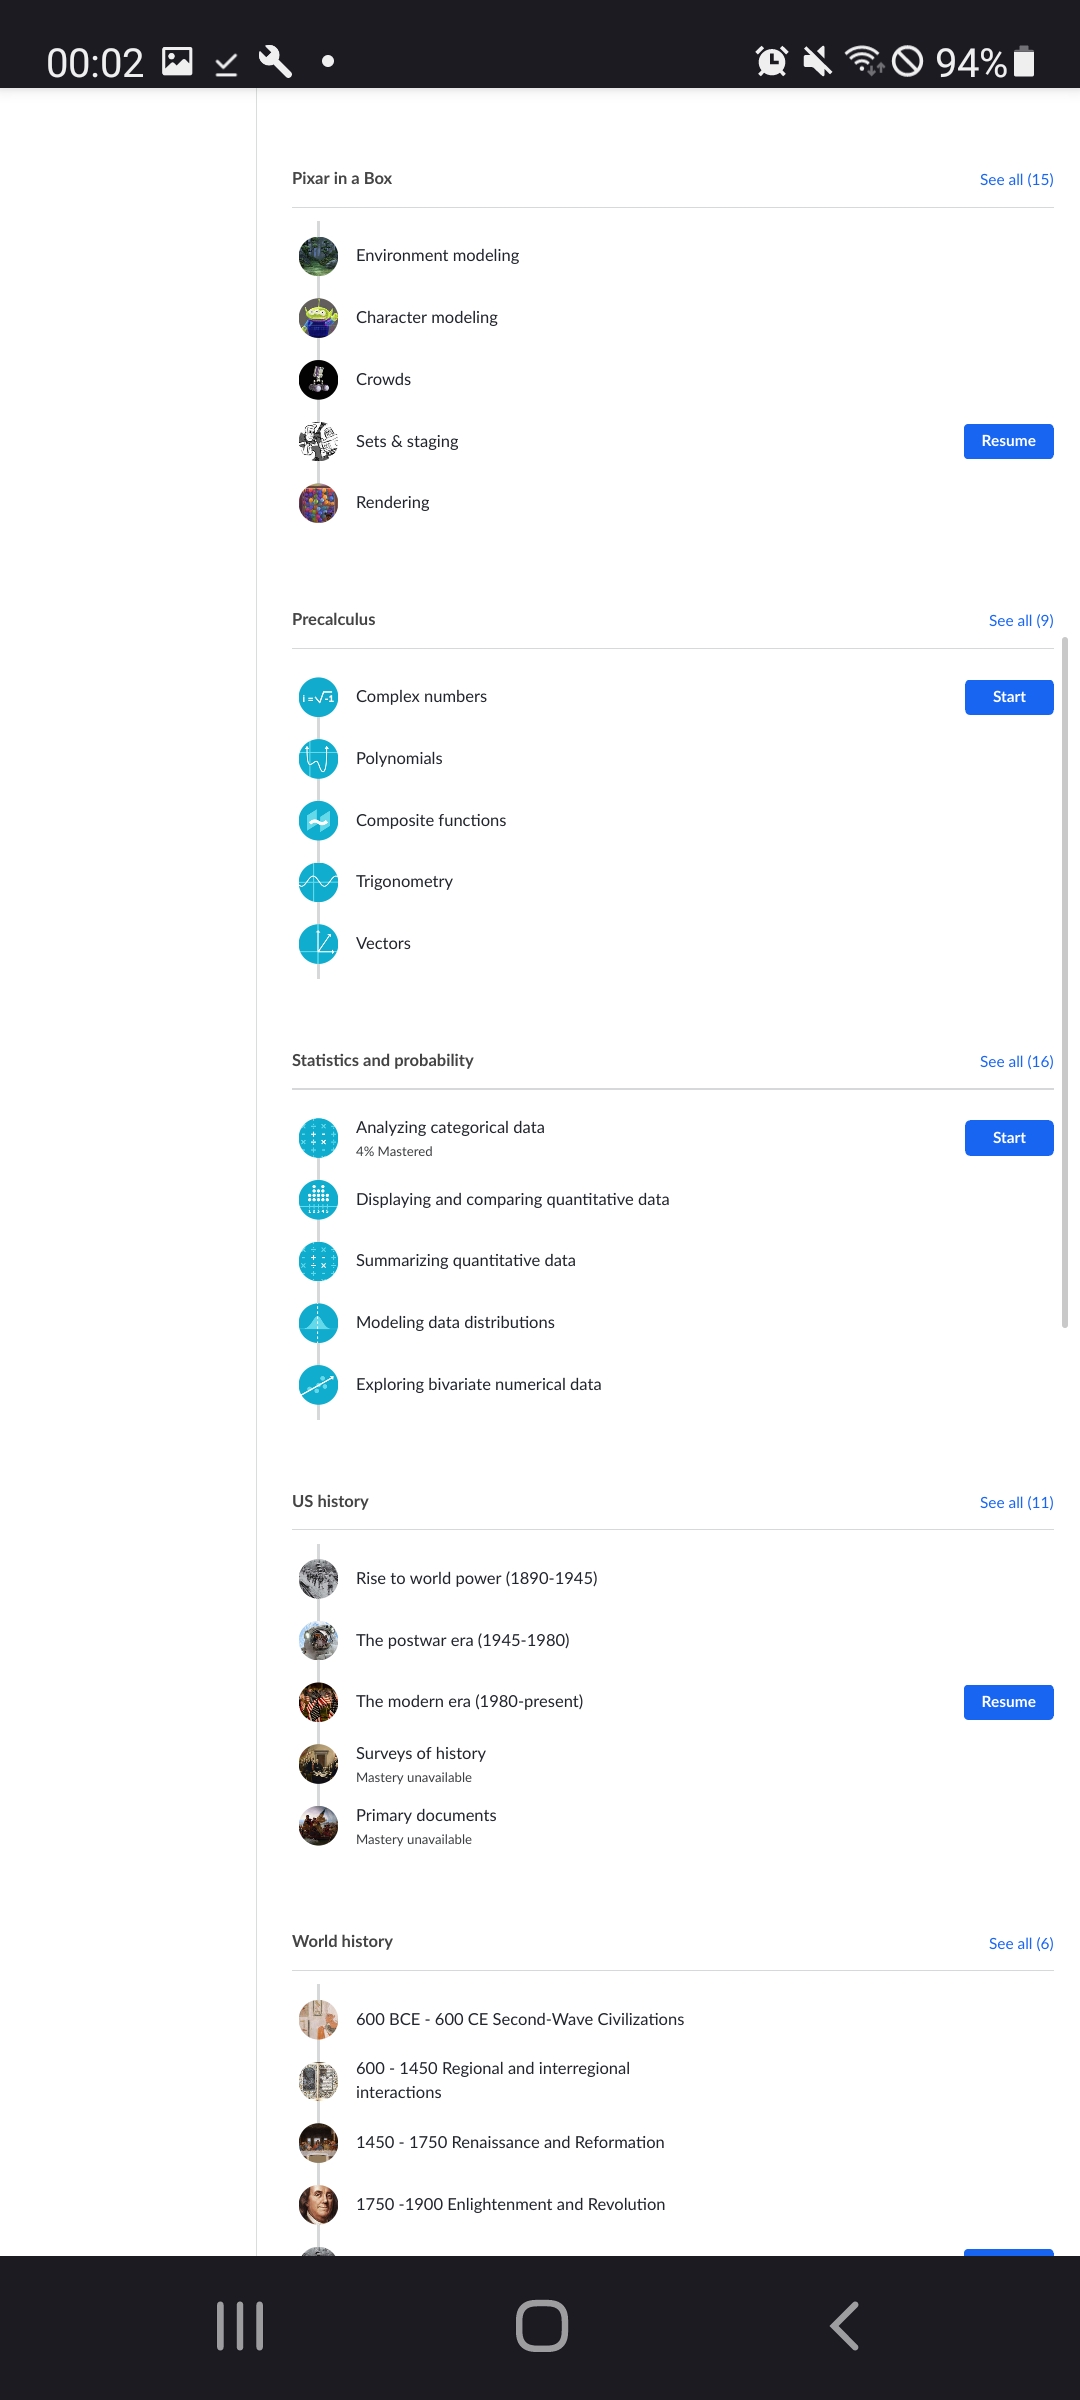 00:02
94%
Pixar in a Box
See all (15)
Environment modeling
Character modeling
Crowds
Sets & staging
Resume
Rendering
Precalculus
See all (9)
i = √-1
Complex numbers
Start
Polynomials
Composite functions
Trigonometry
Vectors
Statistics and probability
See all (16)
Analyzing categorical data
4% Mastered
Start
Displaying and comparing quantitative data
Summarizing quantitative data
Modeling data distributions
Exploring bivariate numerical data
US history
See all (11)
Rise to world power (1890-1945)
The postwar era (1945-1980)
The modern era (1980-present)
Resume
Surveys of history
Mastery unavailable
Primary documents
Mastery unavailable
World history
See all (6)
600 BCE - 600 CE Second-Wave Civilizations
600 - 1450 Regional and interregional
interactions
1450 - 1750 Renaissance and Reformation
1750 -1900 Enlightenment and Revolution